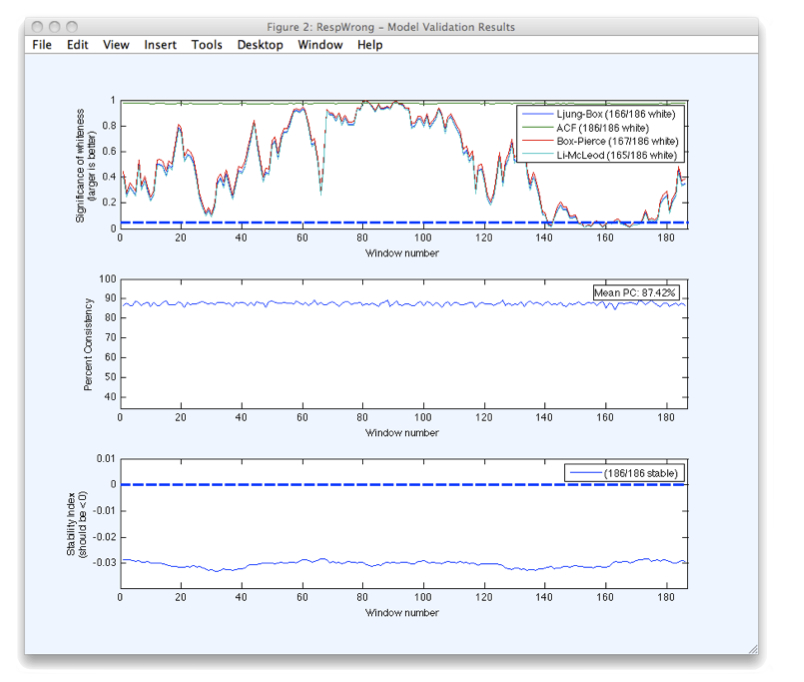 Figure 2: RespWrong – Model Validation Results
File Edit View Insert Tools Desktop Window Help
Significance of whiteness
(larger is better)
1
0.8
0.6
0.4
0.2
0
Ljung-Box (166/186 white)
ACF (186/186 white)
Box-Pierce (167/186 white)
Li-McLeod (165/186 white)
0 20 40 60 80 100 120 140 160 180
Window number
Percent Consistency
100
90
80
70
60
50
40
Mean PC: 87.42%
0 20 40 60 80 100 120 140 160 180
Window number
Stability Index
(should be <0)
0.01
0
-0.01
-0.02
-0.03
(186/186 stable)
0 20 40 60 80 100 120 140 160 180
Window number